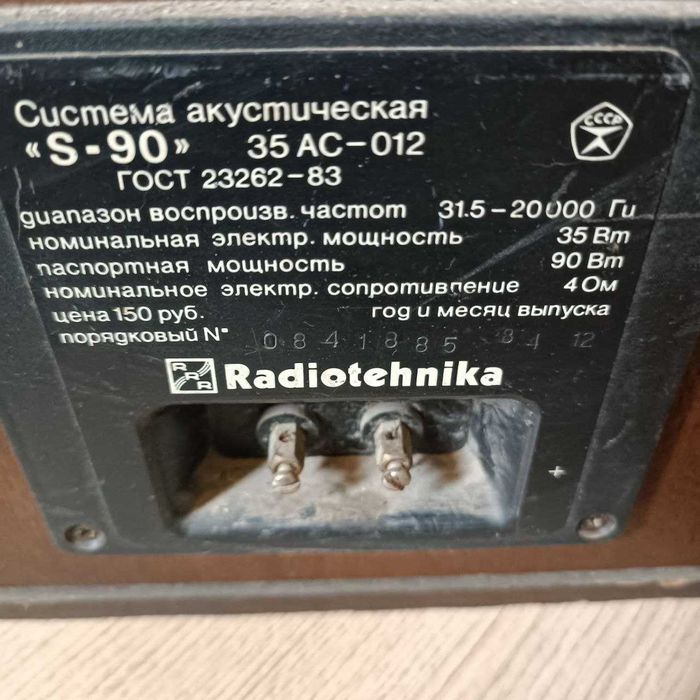 Система акустическая
«S-90» 35 АС-012
ГОСТ 23262-83
СССР
диапазон воспроизв. частот 31.5-20000 Гц
номинальная электр. мощность 35 Вт
паспортная мощность 90 Вт
номинальное электр. сопротивление 4 Ом
цена 150 руб. год и месяц выпуска
порядковый N° 0841885 84 12
RRR Radiotehnika
+